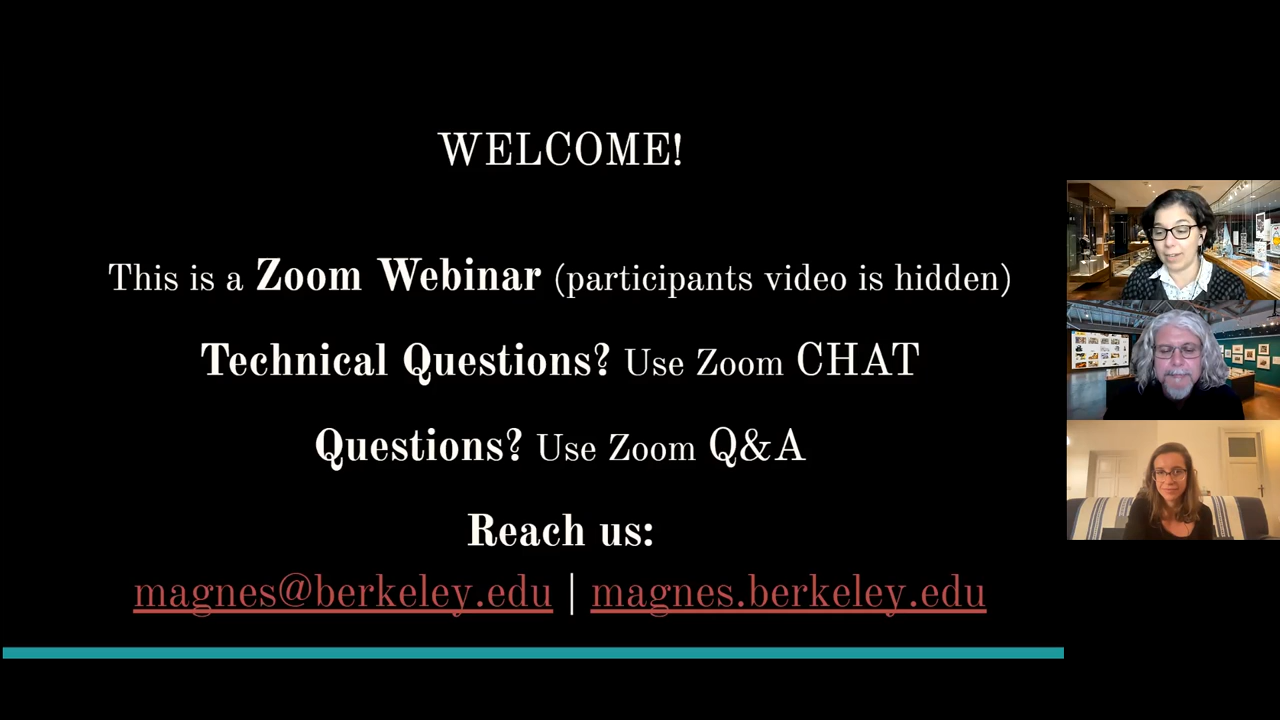 WELCOME!
This is a Zoom Webinar (participants video is hidden)
Technical Questions? Use Zoom CHAT
Questions? Use Zoom Q&A
Reach us:
magnes@berkeley.edu | magnes.berkeley.edu